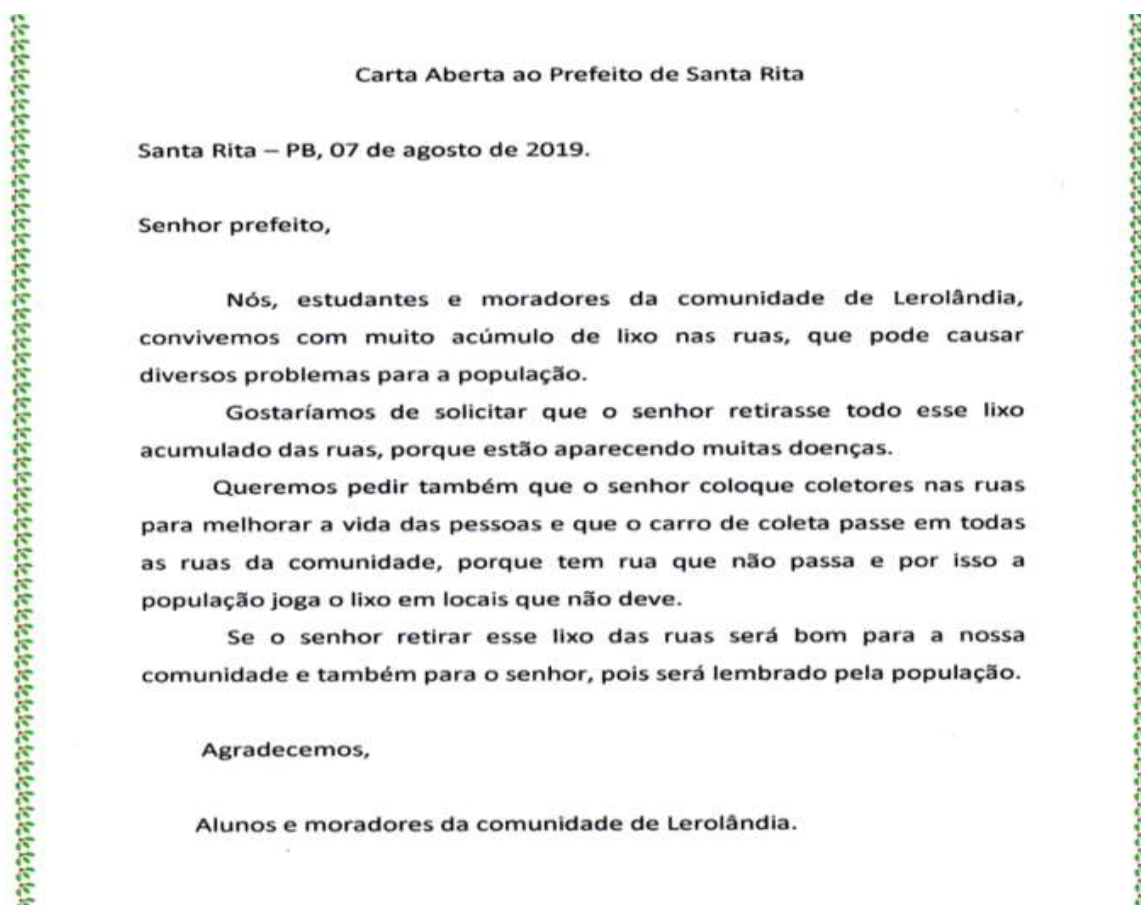 Carta Aberta ao Prefeito de Santa Rita
Santa Rita – PB, 07 de agosto de 2019.
Senhor prefeito,
Nós, estudantes e moradores da comunidade de Lerolândia,
convivemos com muito acúmulo de lixo nas ruas, que pode causar
diversos problemas para a população.
Gostaríamos de solicitar que o senhor retirasse todo esse lixo
acumulado das ruas, porque estão aparecendo muitas doenças.
Queremos pedir também que o senhor coloque coletores nas ruas
para melhorar a vida das pessoas e que o carro de coleta passe em todas
as ruas da comunidade, porque tem rua que não passa e por isso a
população joga o lixo em locais que não deve.
Se o senhor retirar esse lixo das ruas será bom para a nossa
comunidade e também para o senhor, pois será lembrado pela população.
Agradecemos,
Alunos e moradores da comunidade de Lerolândia.